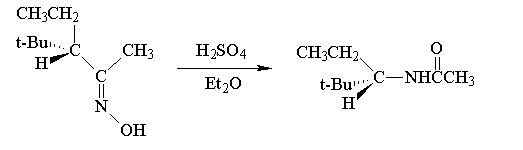 CH3CH2
t-Bu
H
C
CH3
C
N
OH
H2SO4
Et2O
CH3CH2
t-Bu
H
C—NHCCH3
O